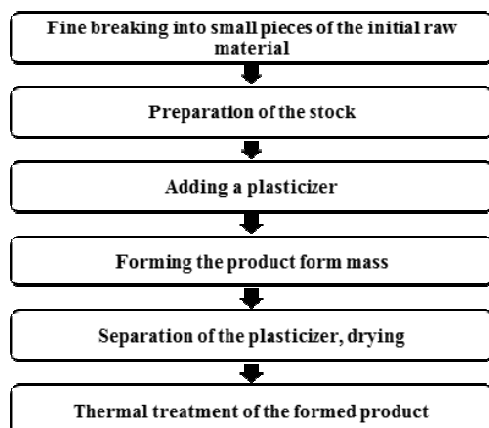 Fine breaking into small pieces of the initial raw
material
Preparation of the stock
Adding a plasticizer
Forming the product form mass
Separation of the plasticizer, drying
Thermal treatment of the formed product